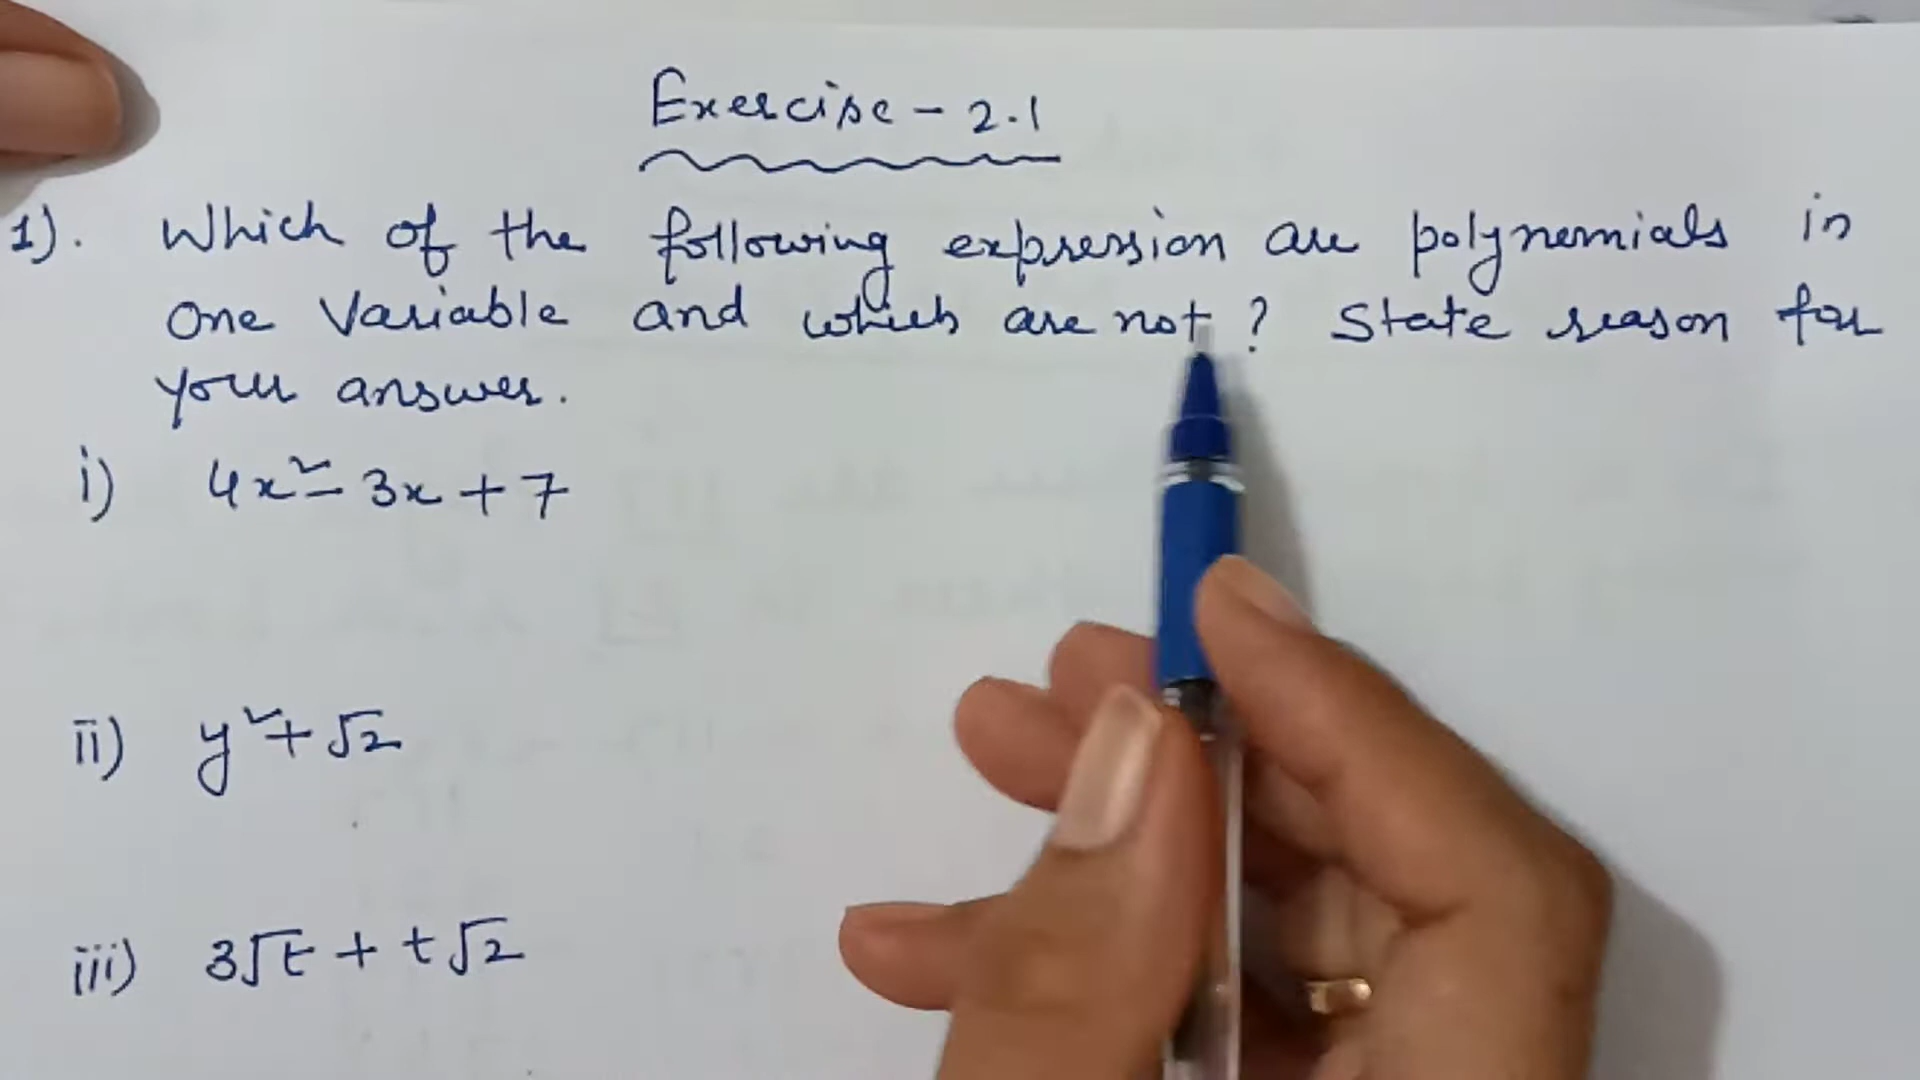 Exercise - 2.1
1). Which of the following expression are polynomials in
one Variable and which are not? State reason for
your answer.
i) 4x² - 3x + 7
ii) y² + √2
iii) 3√t + t√2